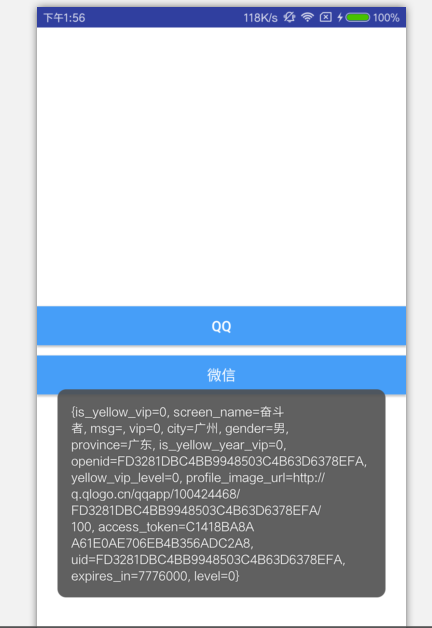 下午1:56 118K/s 100%
QQ
微信
{is_yellow_vip=0, screen_name=奋斗
者, msg=, vip=0, city=广州, gender=男,
province=广东, is_yellow_year_vip=0,
openid=FD3281DBC4BB9948503C4B63D6378EFA,
yellow_vip_level=0, profile_image_url=http://
q.qlogo.cn/qqapp/100424468/
FD3281DBC4BB9948503C4B63D6378EFA/
100, access_token=C1418BA8A
A61E0AE706EB4B356ADC2A8,
uid=FD3281DBC4BB9948503C4B63D6378EFA,
expires_in=7776000, level=0}